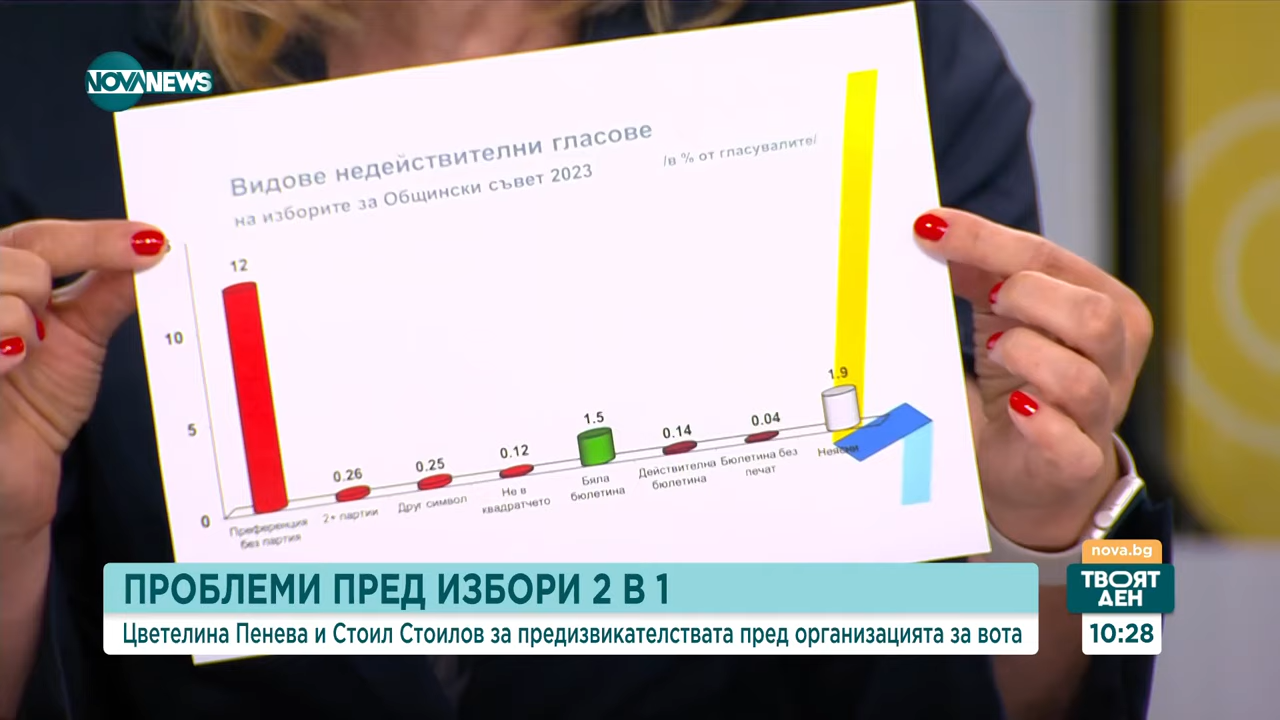 NOVANEWS
Видове недействителни гласове
на изборите за Общински съвет 2023
/в % от гласувалите/
5
12
10
5
0
0.26
0.25
0.12
1.5
0.14
0.04
1.9
Преференция
без партия
2+ партии
Друг символ
Не в
квадратчето
Бяла
бюлетина
Действителна
бюлетина
Бюлетина без
печат
Неясни
nova.bg
ТВОЯТ
ДЕН
10:28
ПРОБЛЕМИ ПРЕД ИЗБОРИ 2 В 1
Цветелина Пенева и Стоил Стоилов за предизвикателствата пред организацията за вота